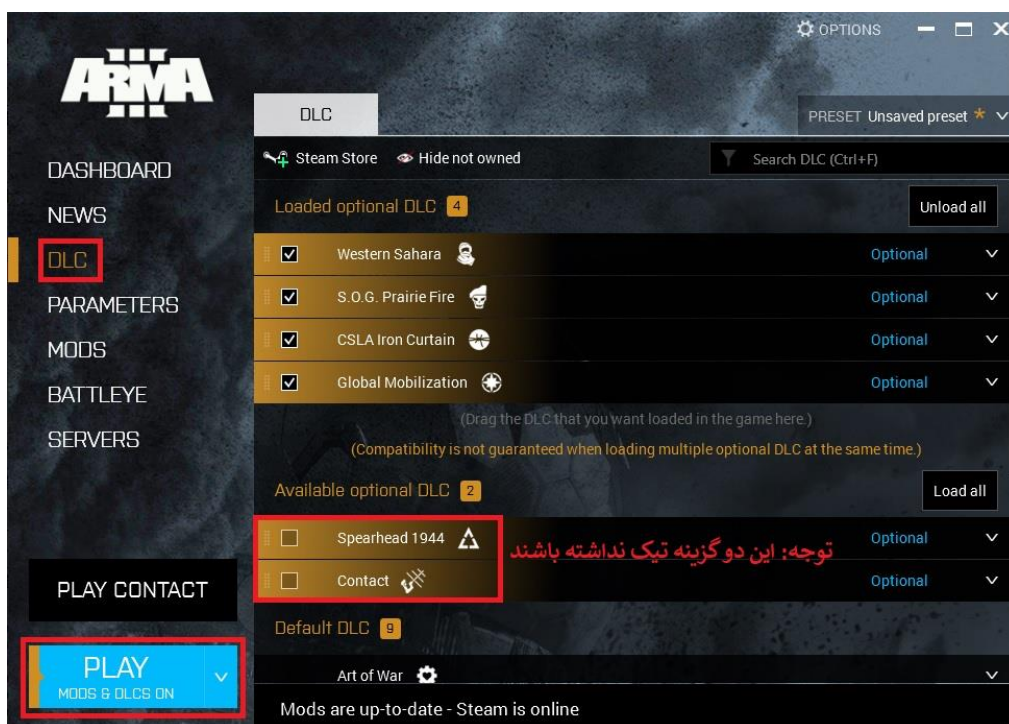 OPTIONS
ARMA
III
DLC
PRESET Unsaved preset * 
Steam Store Hide not owned
Search DLC (Ctrl+F)
DASHBOARD
NEWS
DLC
PARAMETERS
MODS
BATTLEYE
SERVERS
Loaded optional DLC 4
Unload all
Western Sahara Optional
S.O.G. Prairie Fire Optional
CSLA Iron Curtain Optional
Global Mobilization Optional
(Drag the DLC that you want loaded in the game here.)
(Compatibility is not guaranteed when loading multiple optional DLC at the same time.)
Available optional DLC 2
Load all
Spearhead 1944 Optional
توجه: این دو گزینه تیک نداشته باشند
Contact Optional
Default DLC 9
Art of War
PLAY CONTACT
PLAY
MODS & DLCS ON
Mods are up-to-date - Steam is online